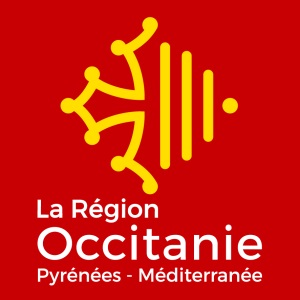 La Région
Occitanie
Pyrénées - Méditerranée